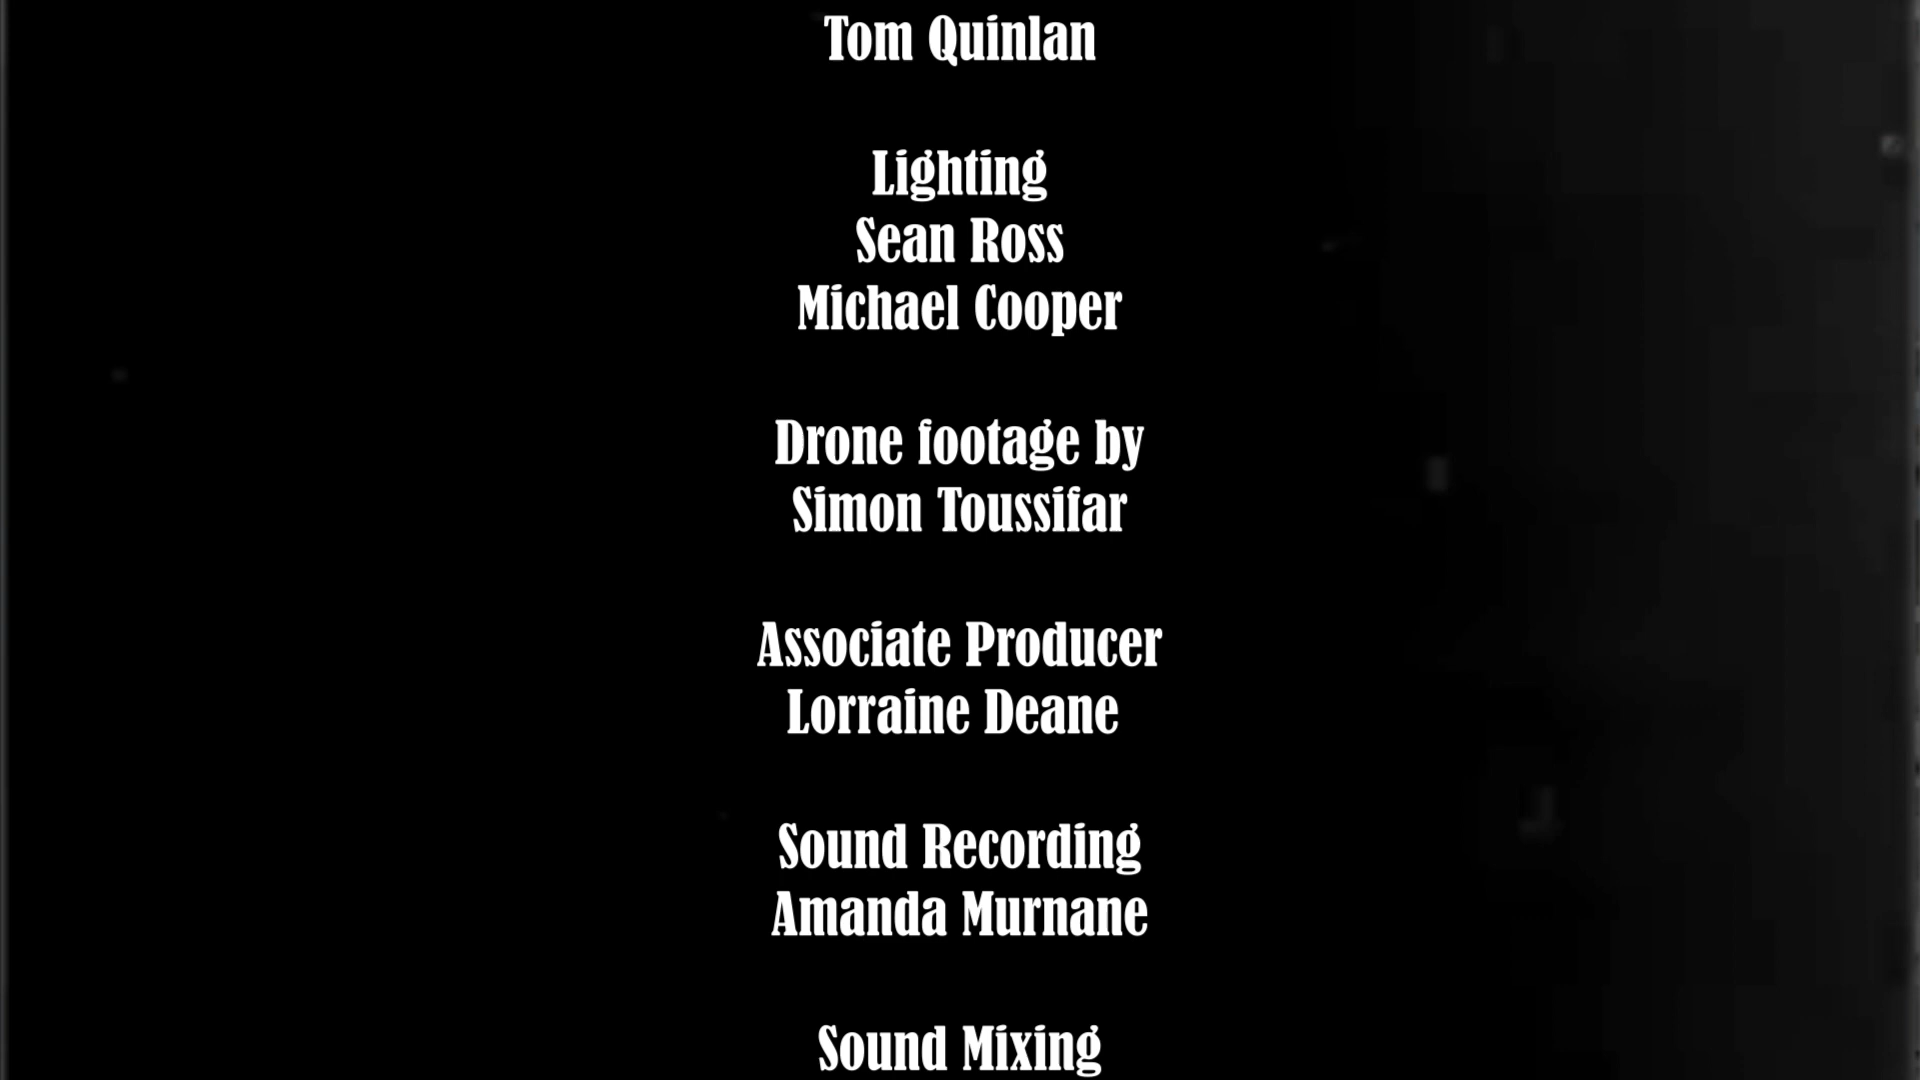 Tom Quinlan
Lighting
Sean Ross
Michael Cooper
Drone footage by
Simon Toussifar
Associate Producer
Lorraine Deane
Sound Recording
Amanda Murnane
Sound Mixing